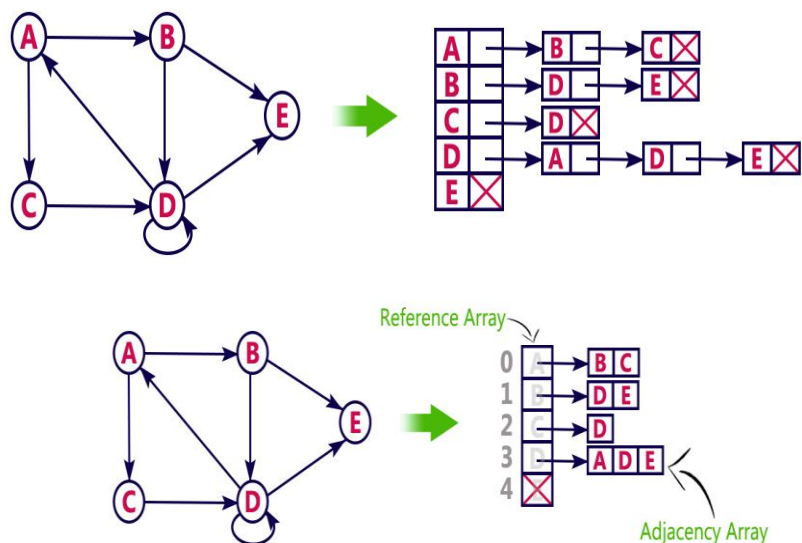 A B
E
C D
A B C
B D E
C D
D A D E
E
Reference Array
A B
E
C D
0 A B C
1 B D E
2 C D
3 D A D E
4
Adjacency Array